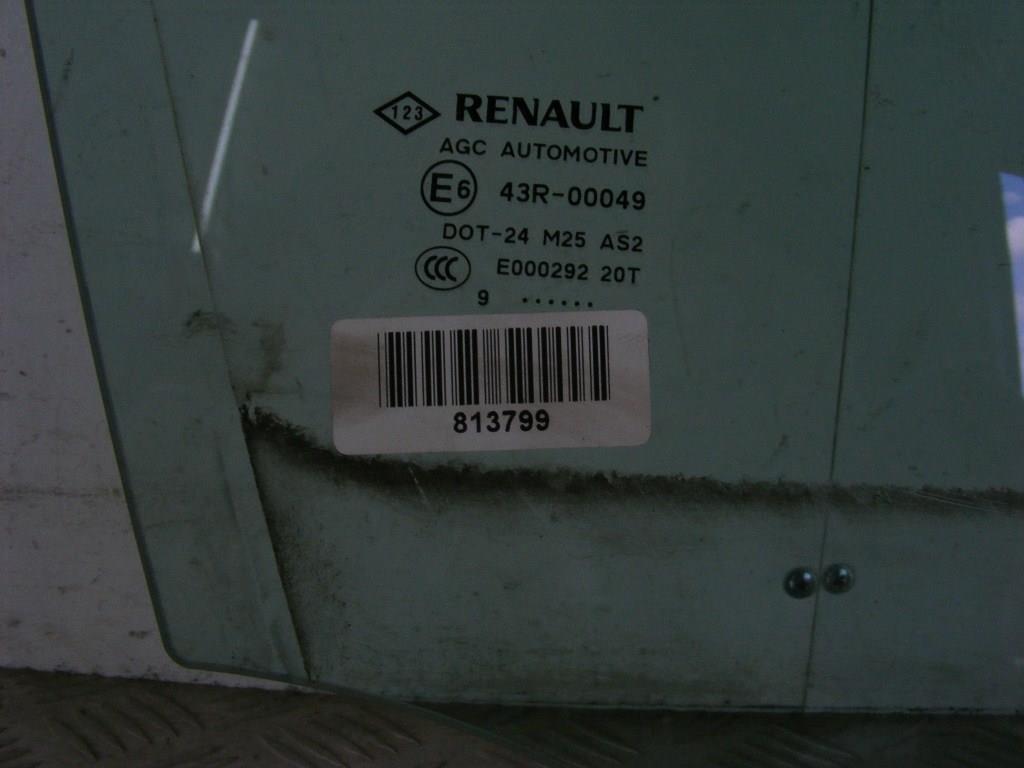 123 RENAULT
AGC AUTOMOTIVE
E6 43R-00049
DOT-24 M25 AS2
CCC E000292 20T
9 ......
813799